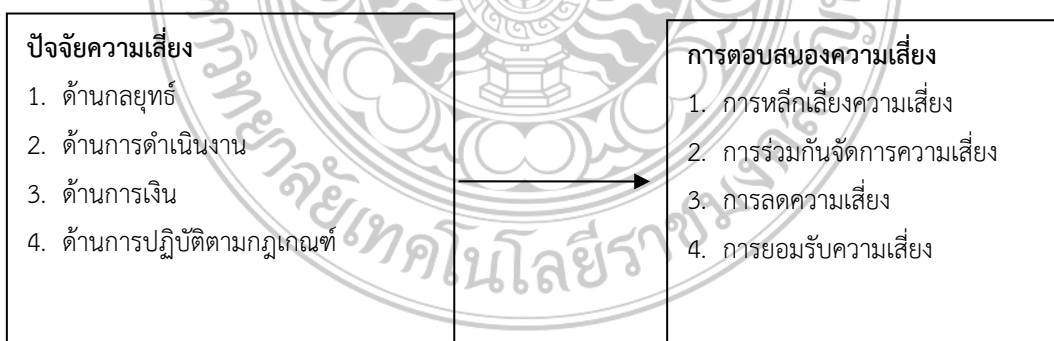 ปัจจัยความเสี่ยง
1. ด้านกลยุทธ์
2. ด้านการดำเนินงาน
3. ด้านการเงิน
4. ด้านการปฏิบัติตามกฎเกณฑ์
การตอบสนองความเสี่ยง
1. การหลีกเลี่ยงความเสี่ยง
2. การร่วมกันจัดการความเสี่ยง
3. การลดความเสี่ยง
4. การยอมรับความเสี่ยง